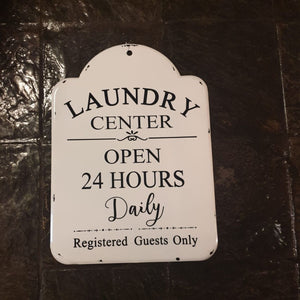 LAUNDRY
CENTER
OPEN
24 HOURS
Daily
Registered Guests Only